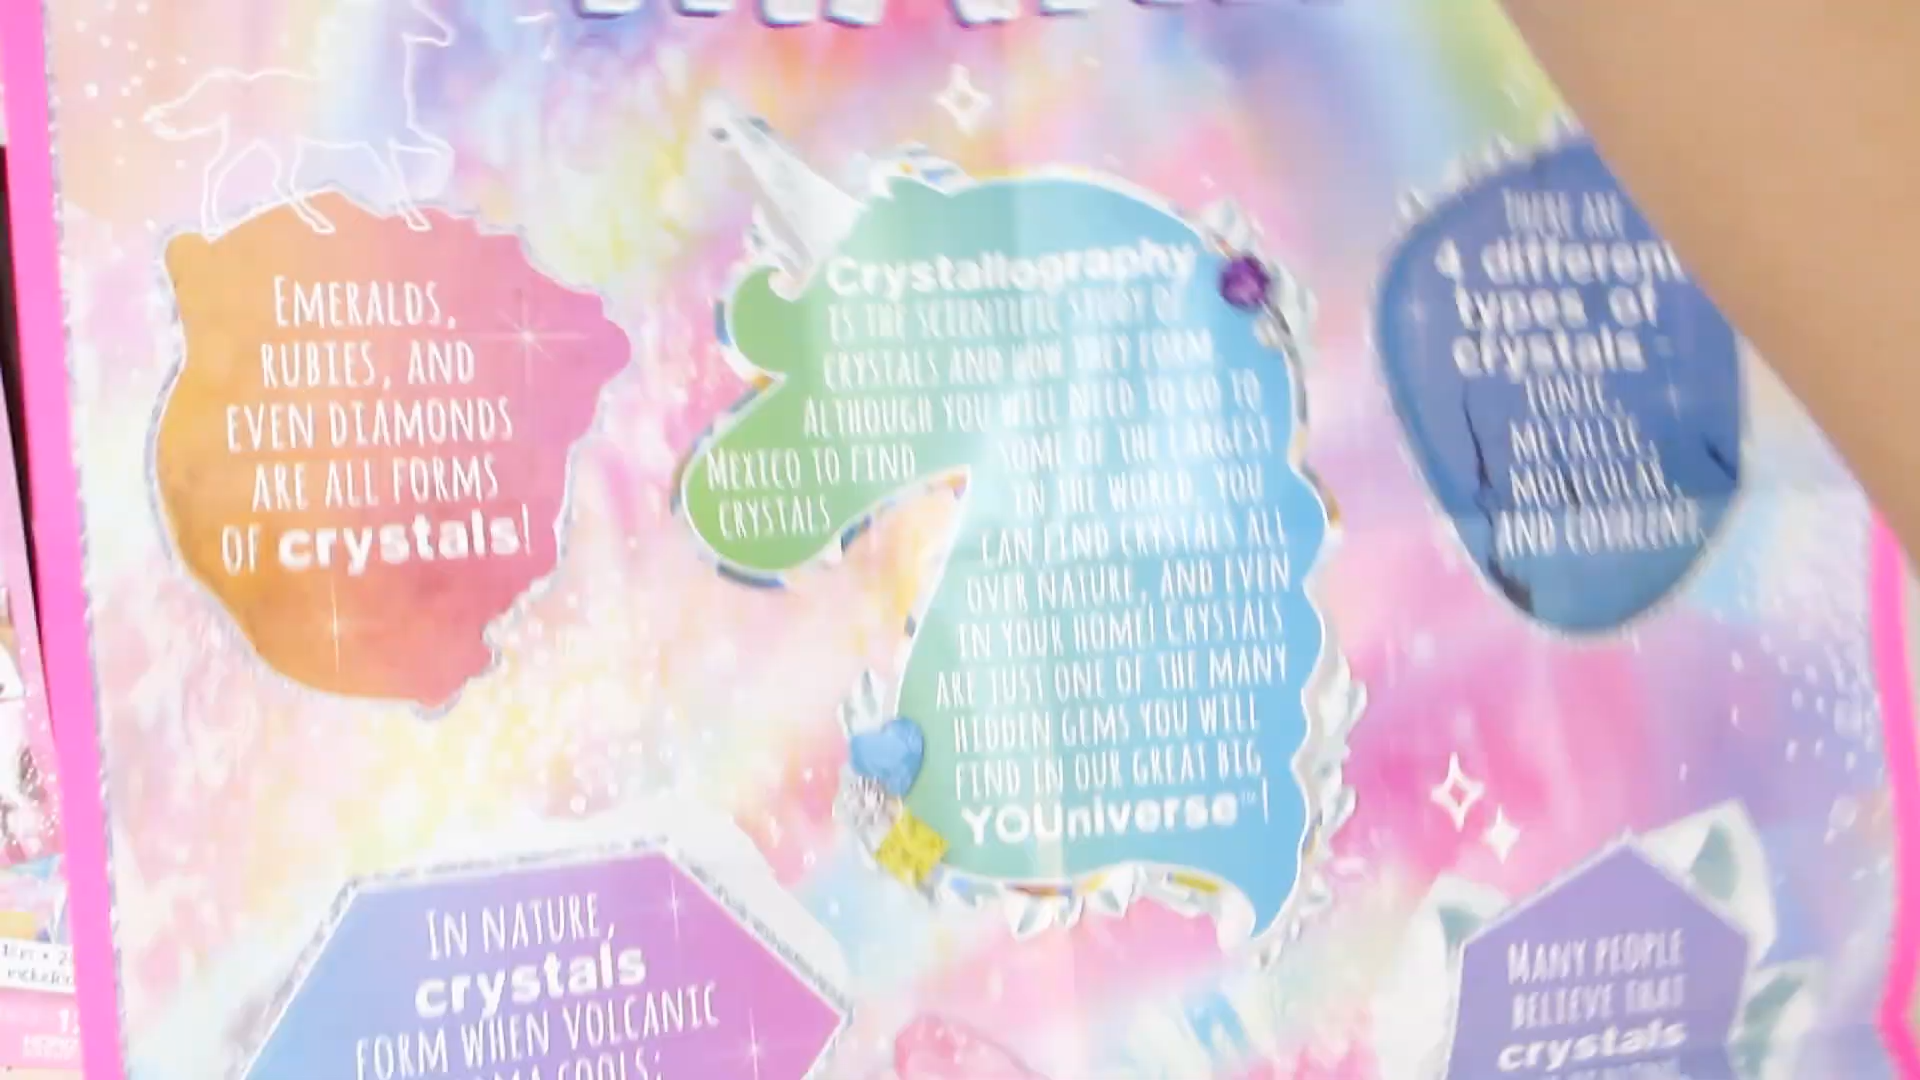 EMERALDS,
RUBIES, AND
EVEN DIAMONDS
ARE ALL FORMS
OF crystals!
Crystallography
IS THE SCIENTIFIC STUDY OF
CRYSTALS AND HOW THEY FORM.
ALTHOUGH YOU WILL NEED TO GO TO
MEXICO TO FIND SOME OF THE LARGEST
CRYSTALS IN THE WORLD, YOU
CAN FIND CRYSTALS ALL
OVER NATURE, AND EVEN
IN YOUR HOME! CRYSTALS
ARE JUST ONE OF THE MANY
HIDDEN GEMS YOU WILL
FIND IN OUR GREAT BIG
YOUniverse™!
THERE ARE
4 different
types of
crystals
IONIC,
METALLIC,
MOLECULAR,
AND COVALENT.
IN NATURE,
crystals
FORM WHEN VOLCANIC
COOLS;
MANY PEOPLE
BELIEVE THAT
crystals